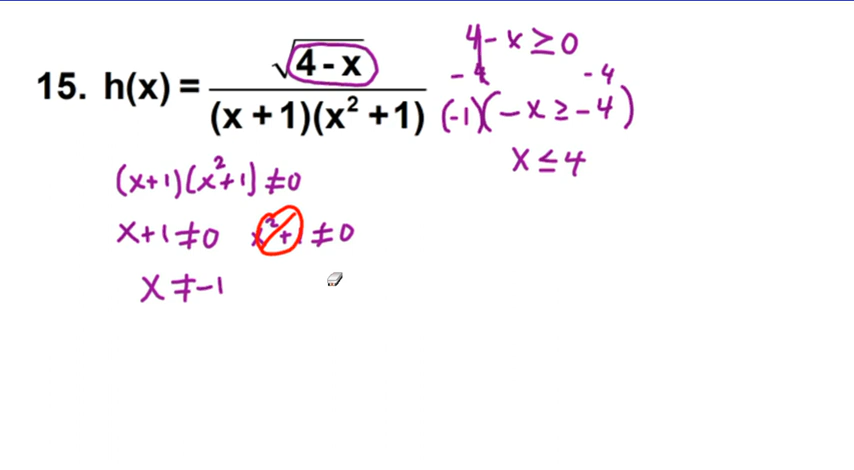 15. h(x) = √(4 - x) / (x + 1)(x² + 1)
4 - x ≥ 0
- 4 - 4
(-1)(-x ≥ -4)
x ≤ 4
(x+1)(x²+1) ≠ 0
x+1 ≠ 0 x²+1 ≠ 0
x ≠ -1